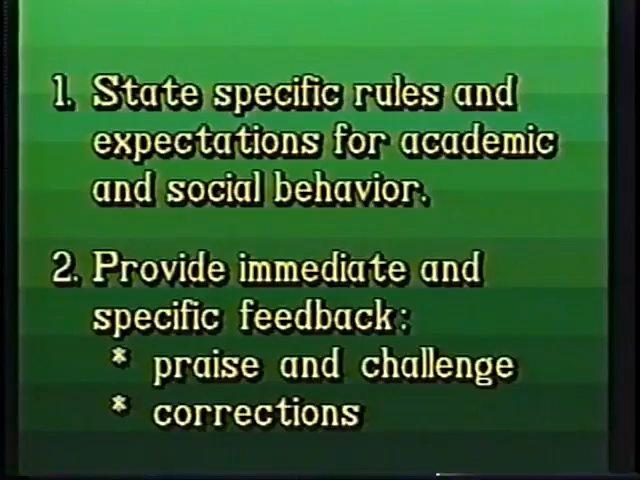 1. State specific rules and
expectations for academic
and social behavior.
2. Provide immediate and
specific feedback:
* praise and challenge
* corrections